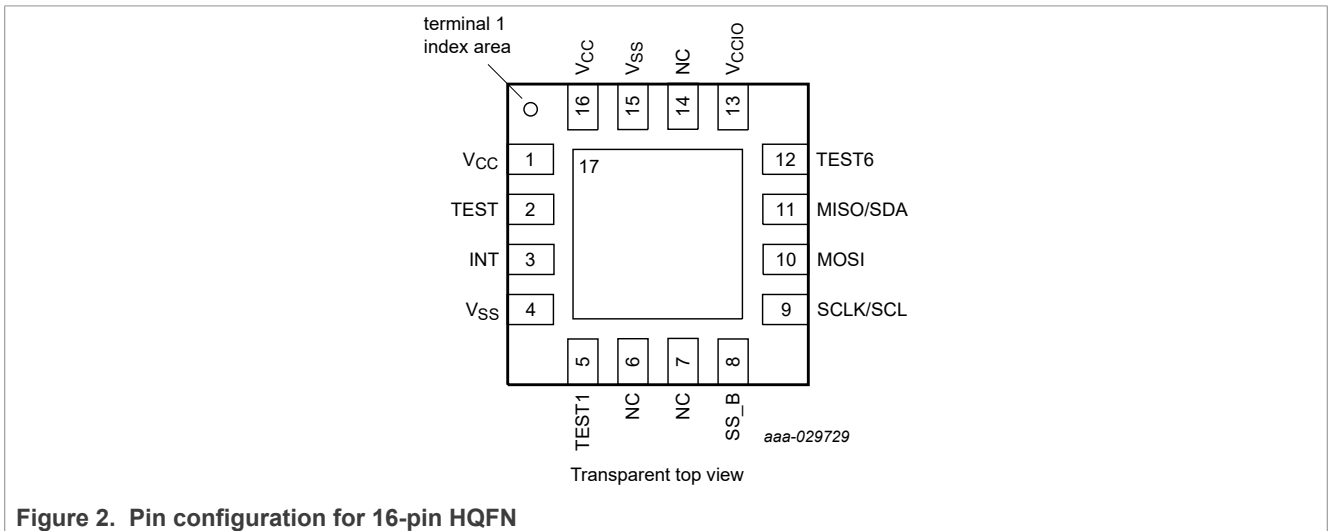 terminal 1
index area
VCC
VSS
NC
VCCIO
16
15
14
13
VCC 1
17
12 TEST6
TEST 2
11 MISO/SDA
INT 3
10 MOSI
VSS 4
9 SCLK/SCL
5
6
7
8
TEST1
NC
NC
SS_B
aaa-029729
Transparent top view
Figure 2. Pin configuration for 16-pin HQFN